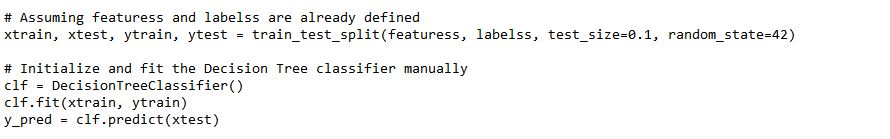 # Assuming featuress and labelss are already defined
xtrain, xtest, ytrain, ytest = train_test_split(featuress, labelss, test_size=0.1, random_state=42)
# Initialize and fit the Decision Tree classifier manually
clf = DecisionTreeClassifier()
clf.fit(xtrain, ytrain)
y_pred = clf.predict(xtest)